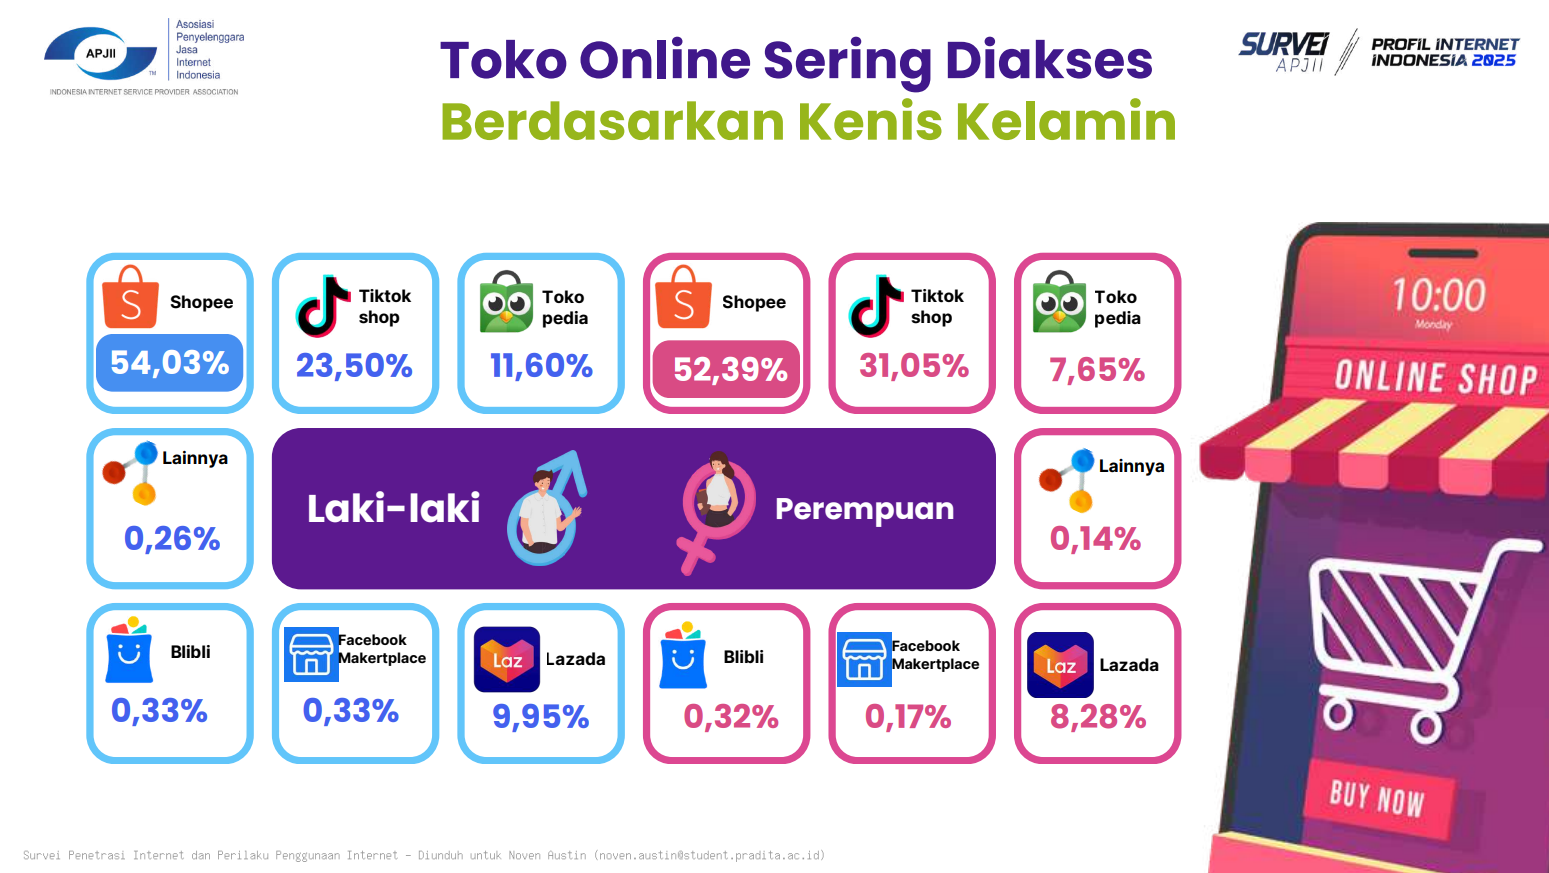 APJII
TM
Asosiasi
Penyelenggara
Jasa
Internet
Indonesia
INDONESIA INTERNET SERVICE PROVIDER ASSOCIATION
Toko Online Sering Diakses
Berdasarkan Kenis Kelamin
SURVEI
APJII
PROFIL INTERNET
INDONESIA 2025
Shopee
54,03%
Tiktok
shop
23,50%
Toko
pedia
11,60%
Shopee
52,39%
Tiktok
shop
31,05%
Toko
pedia
7,65%
Lainnya
0,26%
Laki-laki
Perempuan
Lainnya
0,14%
Blibli
0,33%
Facebook
Makertplace
0,33%
Laz
Lazada
9,95%
Blibli
0,32%
Facebook
Makertplace
0,17%
Laz
Lazada
8,28%
10:00
Monday
ONLINE SHOP
BUY NOW
Survei Penetrasi Internet dan Perilaku Penggunaan Internet - Diunduh untuk Noven Austin (noven.austin@student.pradita.ac.id)